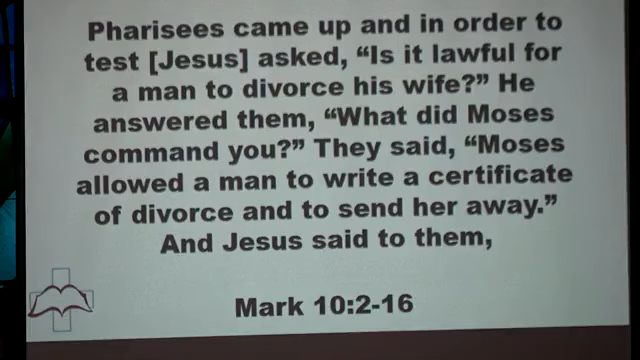 Pharisees came up and in order to
test [Jesus] asked, “Is it lawful for
a man to divorce his wife?” He
answered them, “What did Moses
command you?” They said, “Moses
allowed a man to write a certificate
of divorce and to send her away.”
And Jesus said to them,
Mark 10:2-16